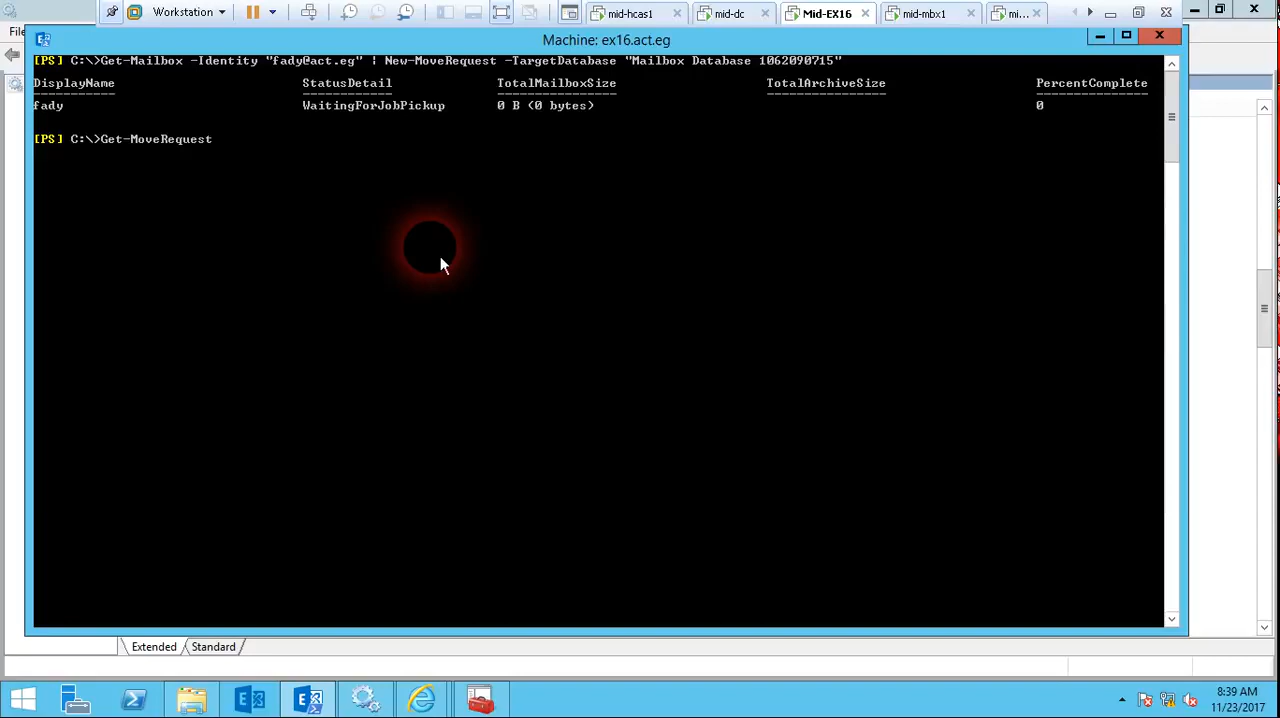 Workstation
mid-hcas1
mid-dc
Mid-EX16
mid-mbx1
mi...
File
Machine: ex16.act.eg
[PS] C:\>Get-Mailbox -Identity "fady@act.eg" | New-MoveRequest -TargetDatabase "Mailbox Database 1062090715"
DisplayName StatusDetail TotalMailboxSize TotalArchiveSize PercentComplete
fady WaitingForJobPickup 0 B (0 bytes) 0
[PS] C:\>Get-MoveRequest
Extended Standard
8:39 AM
11/23/2017